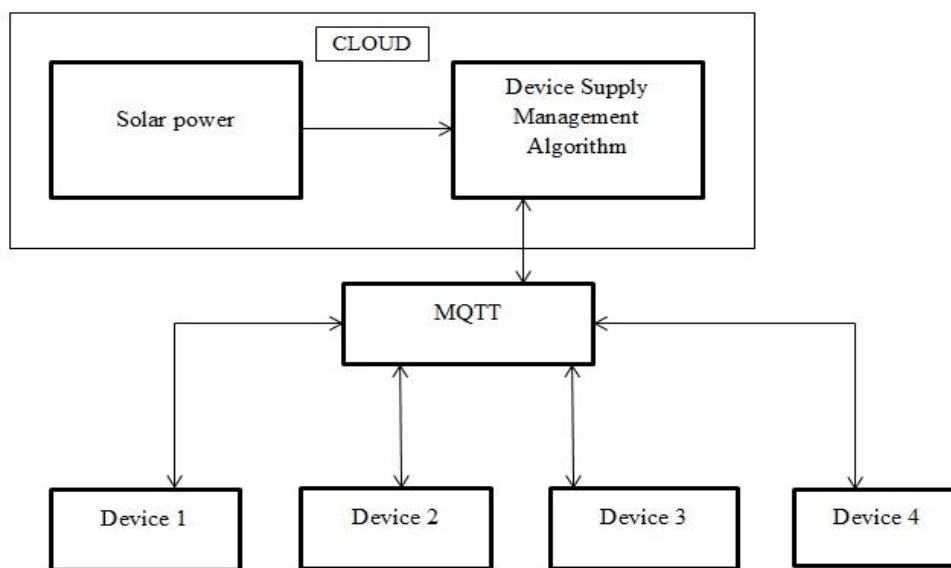 CLOUD
Solar power
Device Supply
Management
Algorithm
MQTT
Device 1
Device 2
Device 3
Device 4